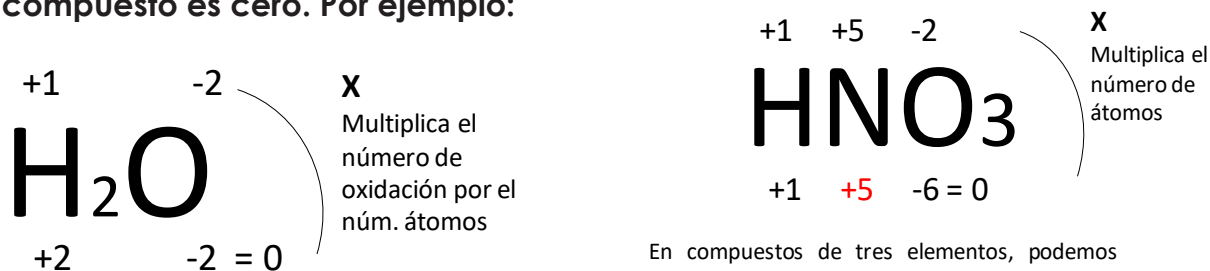 compuesto es cero. Por ejemplo:
+1 -2
H2O
+2 -2 = 0
X
Multiplica el
número de
oxidación por el
núm. átomos
+1 +5 -2
HNO3
+1 +5 -6 = 0
X
Multiplica el
número de
átomos
En compuestos de tres elementos, podemos